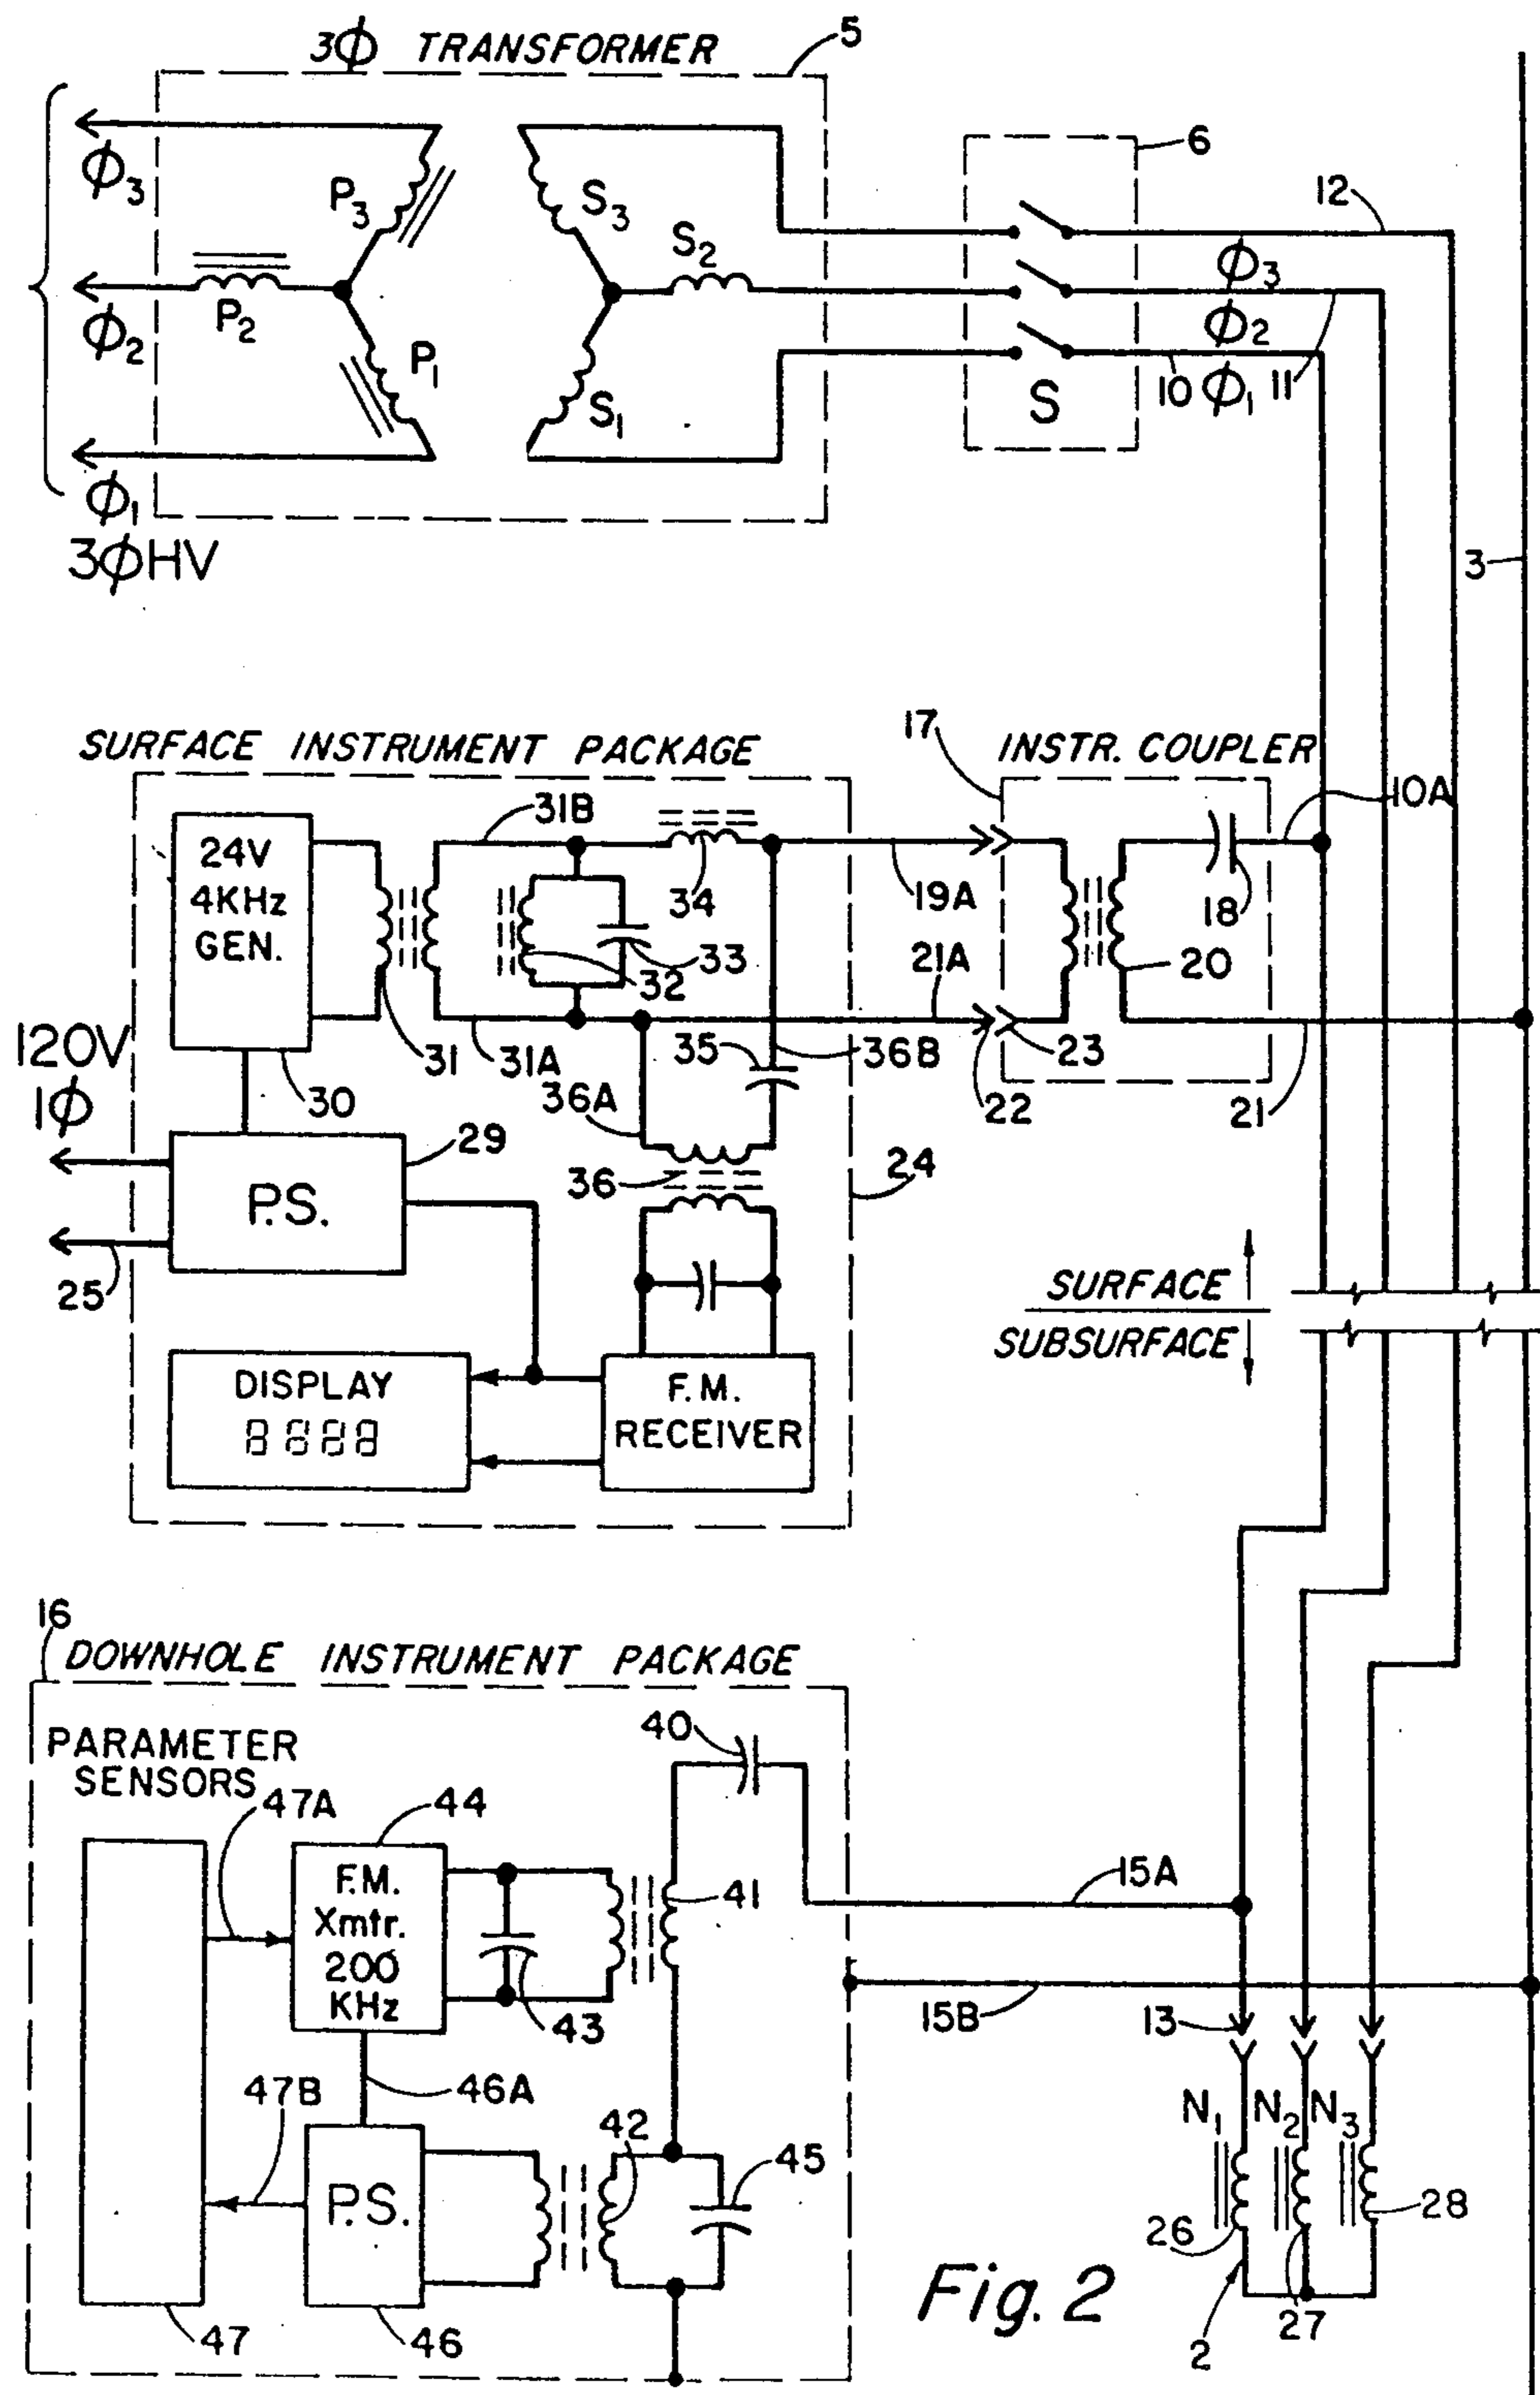 3ϕ TRANSFORMER
5
ϕ3
P3
S3
S2
6
12
ϕ3
ϕ2
P2
ϕ2
P1
S1
S
10
ϕ1
11
ϕ1
3ϕHV
3
SURFACE INSTRUMENT PACKAGE
17
INSTR. COUPLER
10A
31B
24V
4KHz
GEN.
34
19A
18
33
32
21A
20
120V
1ϕ
31
31A
35
36B
23
30
36A
22
21
29
24
P.S.
36
25
SURFACE
SUBSURFACE
DISPLAY
8888
F.M.
RECEIVER
16
DOWNHOLE INSTRUMENT PACKAGE
PARAMETER
SENSORS
40
47A
44
F.M.
Xmtr.
200
KHz
41
15A
43
15B
13
46A
47B
N1
N2
N3
42
45
P.S.
28
26
47
46
Fig. 2
2
27